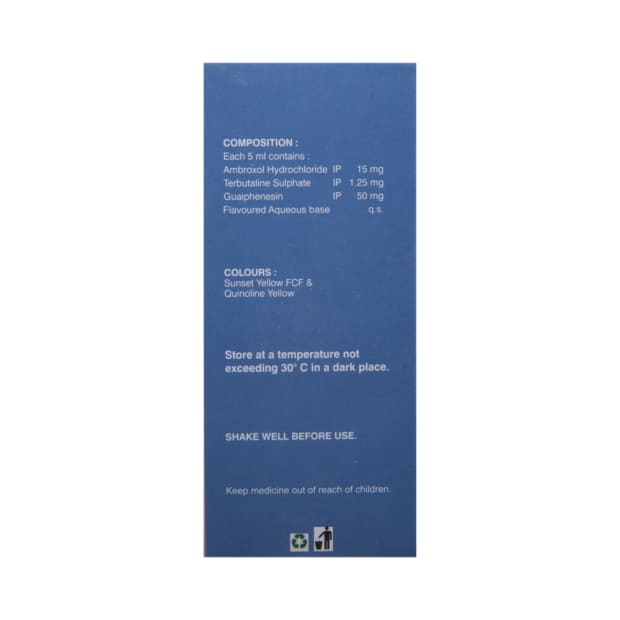 COMPOSITION :
Each 5 ml contains :
Ambroxol Hydrochloride IP 15 mg
Terbutaline Sulphate IP 1.25 mg
Guaiphenesin IP 50 mg
Flavoured Aqueous base q.s.
COLOURS :
Sunset Yellow FCF &
Quinoline Yellow
Store at a temperature not
exceeding 30° C in a dark place.
SHAKE WELL BEFORE USE.
Keep medicine out of reach of children.